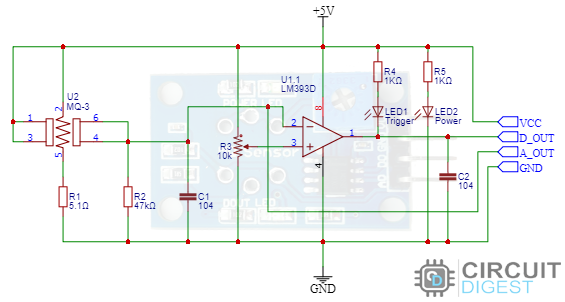 +5V
U2
MQ-3
2
1
3
6
4
5
R1
5.1Ω
R2
47kΩ
C1
104
R3
10k
U1.1
LM393D
8
2
3
1
4
R4
1KΩ
R5
1KΩ
LED1
Trigger
LED2
Power
C2
104
VCC
D_OUT
A_OUT
GND
GND
CIRCUIT
DIGEST